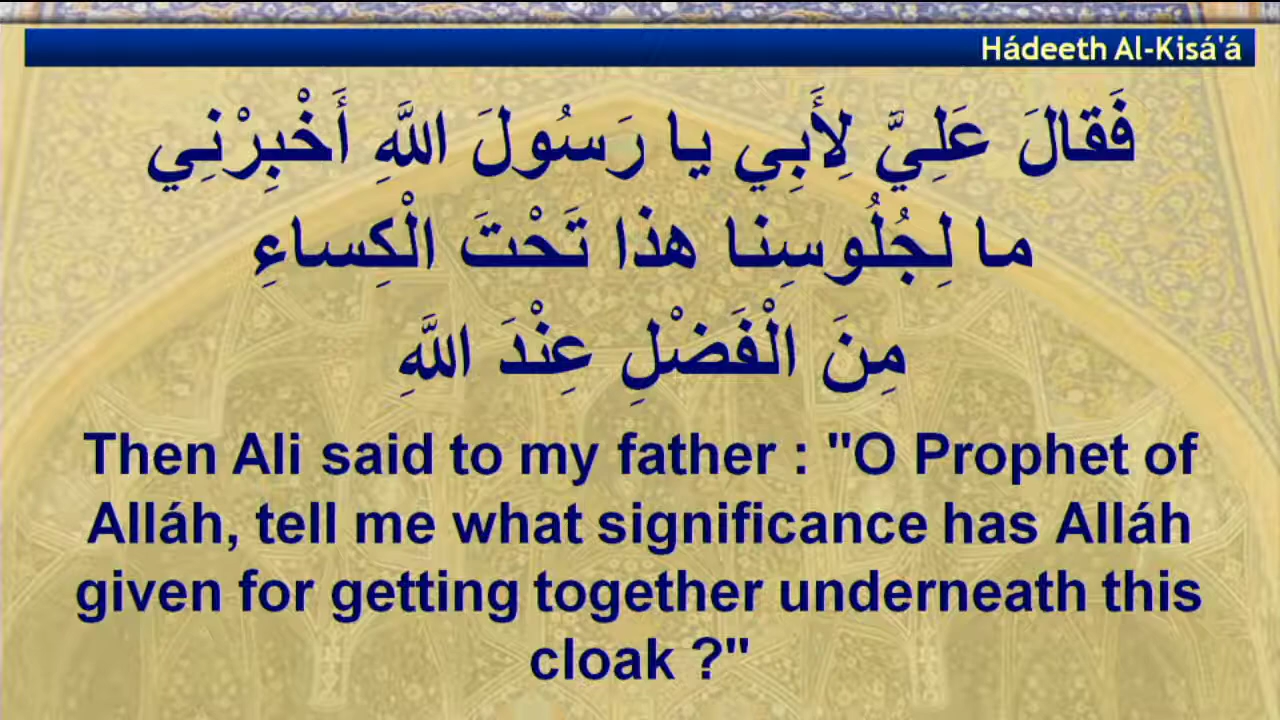 Hádeeth Al-Kisá'á
فَقالَ عَلِيَّ لِأَبِي يا رَسُولَ اللَّهِ أَخْبِرْنِي
ما لِجُلُوسِنا هذا تَحْتَ الْكِساءِ
مِنَ الْفَضْلِ عِنْدَ اللَّهِ
Then Ali said to my father : "O Prophet of
Alláh, tell me what significance has Alláh
given for getting together underneath this
cloak ?"